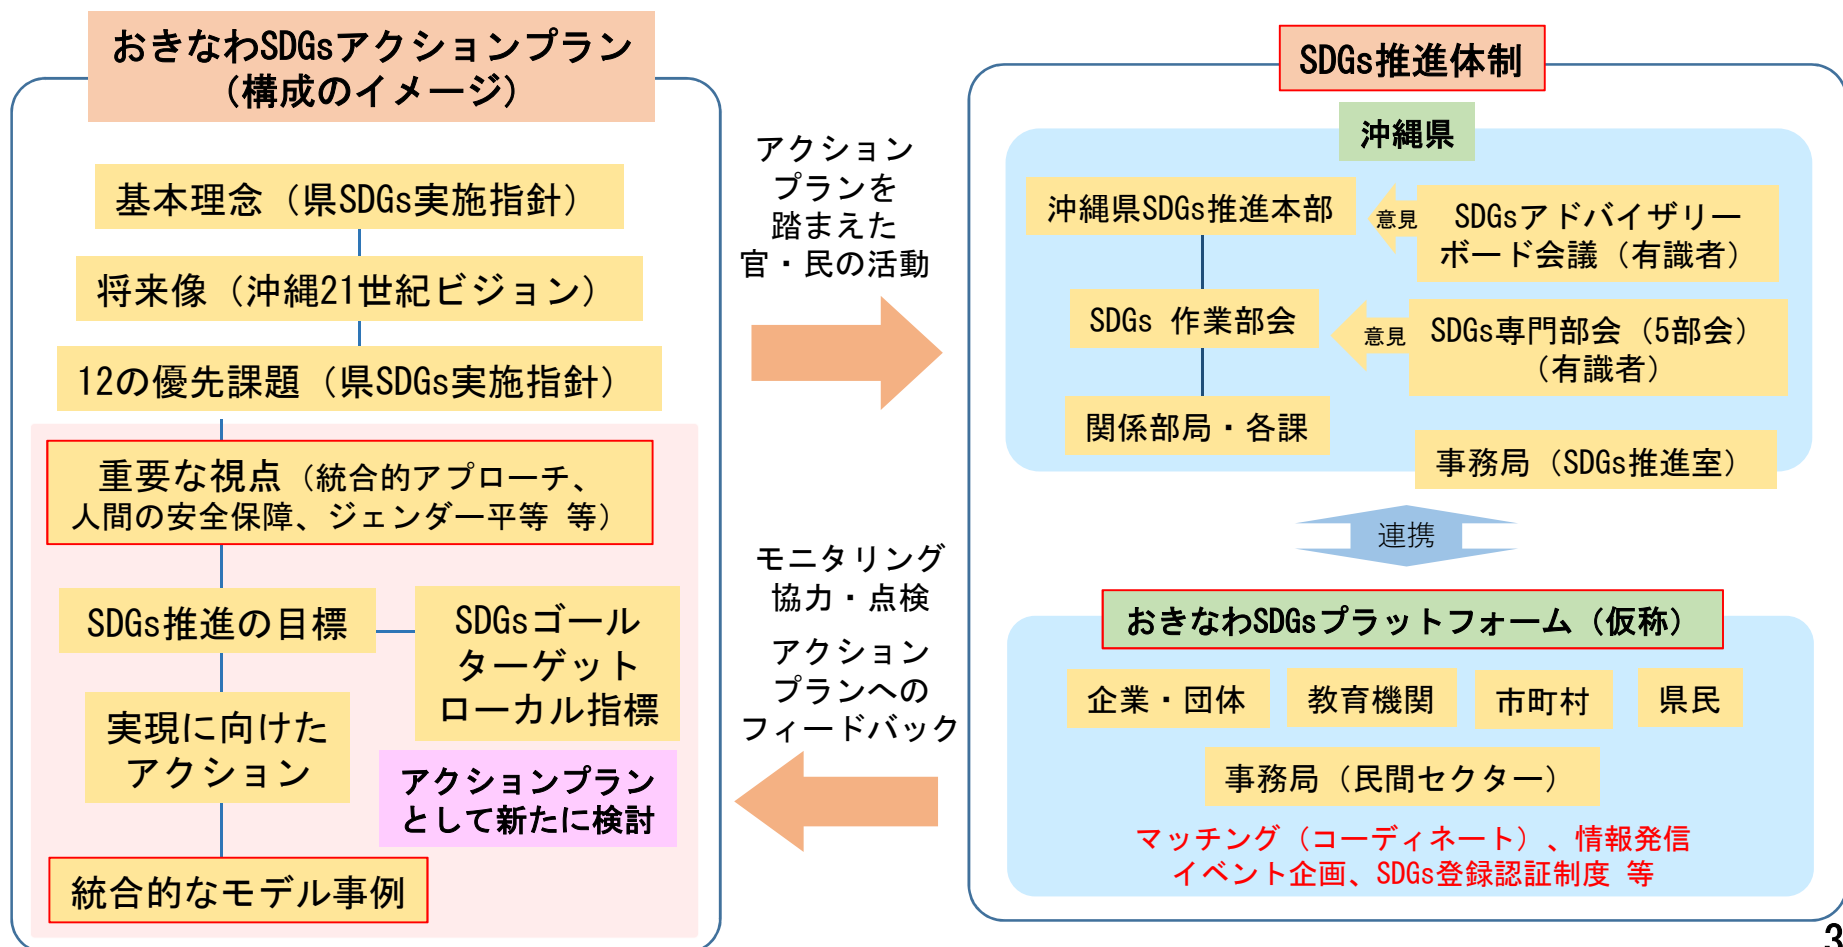 おきなわSDGsアクションプラン
（構成のイメージ）
基本理念（県SDGs実施指針）
将来像（沖縄21世紀ビジョン）
12の優先課題（県SDGs実施指針）
重要な視点（統合的アプローチ、
人間の安全保障、ジェンダー平等 等）
SDGs推進の目標
SDGsゴール
ターゲット
ローカル指標
実現に向けた
アクション
アクションプラン
として新たに検討
統合的なモデル事例
アクション
プランを
踏まえた
官・民の活動
モニタリング
協力・点検
アクション
プランへの
フィードバック
SDGs推進体制
沖縄県
沖縄県SDGs推進本部
意見
SDGsアドバイザリー
ボード会議（有識者）
SDGs 作業部会
意見
SDGs専門部会（5部会）
（有識者）
関係部局・各課
事務局（SDGs推進室）
連携
おきなわSDGsプラットフォーム（仮称）
企業・団体
教育機関
市町村
県民
事務局（民間セクター）
マッチング（コーディネート）、情報発信
イベント企画、SDGs登録認証制度 等
3